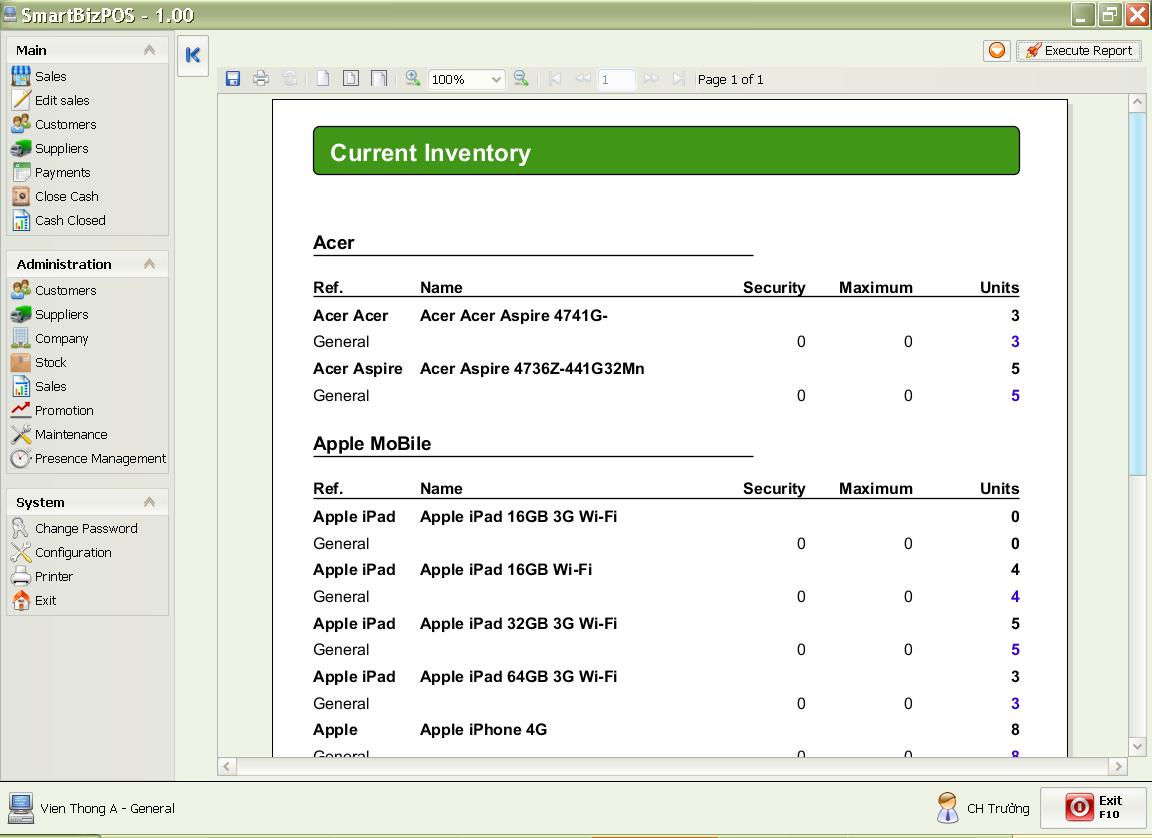 SmartBizPOS - 1.00
Main
Sales
Edit sales
Customers
Suppliers
Payments
Close Cash
Cash Closed
Administration
Customers
Suppliers
Company
Stock
Sales
Promotion
Maintenance
Presence Management
System
Change Password
Configuration
Printer
Exit
Execute Report
100%
1
Page 1 of 1
Current Inventory
Acer
Ref. Name Security Maximum Units
Acer Acer Acer Acer Aspire 4741G- 3
General 0 0 3
Acer Aspire Acer Aspire 4736Z-441G32Mn 5
General 0 0 5
Apple MoBile
Ref. Name Security Maximum Units
Apple iPad Apple iPad 16GB 3G Wi-Fi 0
General 0 0 0
Apple iPad Apple iPad 16GB Wi-Fi 4
General 0 0 4
Apple iPad Apple iPad 32GB 3G Wi-Fi 5
General 0 0 5
Apple iPad Apple iPad 64GB 3G Wi-Fi 3
General 0 0 3
Apple Apple iPhone 4G 8
General 0 0 8
Vien Thong A - General
CH Trưởng
Exit
F10